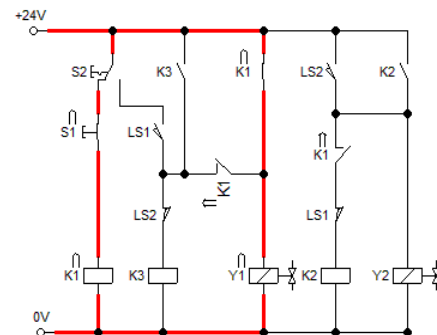 +24V
S2 K3 K1 LS2 K2
S1 LS1
K1
K1
LS2 LS1
K1 K3 Y1 K2 Y2
0V